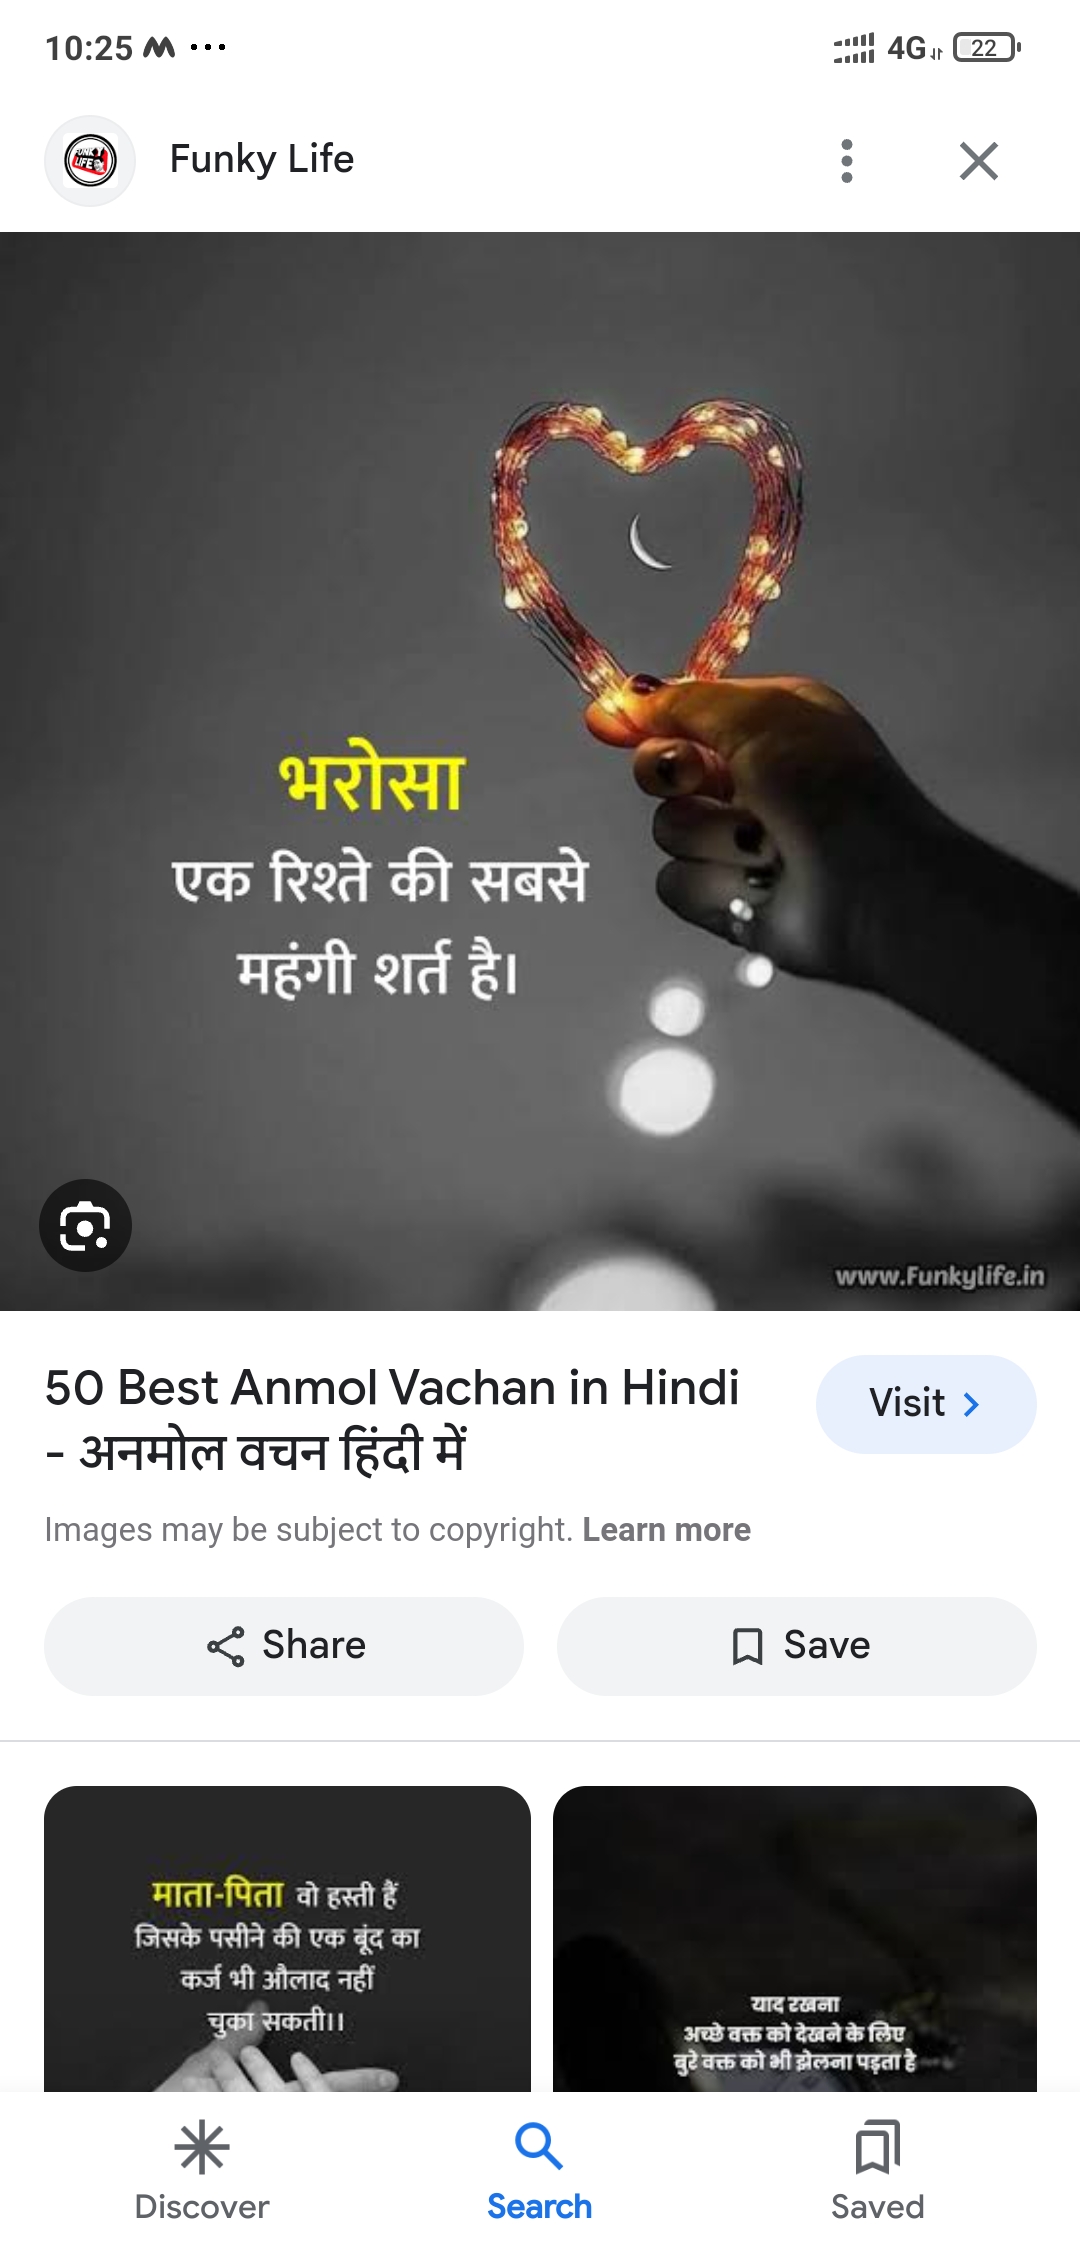 10:25
4G 22
FUNKY LIFE
Funky Life
भरोसा
एक रिश्ते की सबसे
महंगी शर्त है।
www.Funkylife.in
50 Best Anmol Vachan in Hindi
- अनमोल वचन हिंदी में
Visit
Images may be subject to copyright. Learn more
Share
Save
माता-पिता वो हस्ती हैं
जिसके पसीने की एक बूंद का
कर्ज भी औलाद नहीं
चुका सकती।।
याद रखना
अच्छे वक्त को देखने के लिए
बुरे वक्त को भी झेलना पड़ता है
Discover
Search
Saved